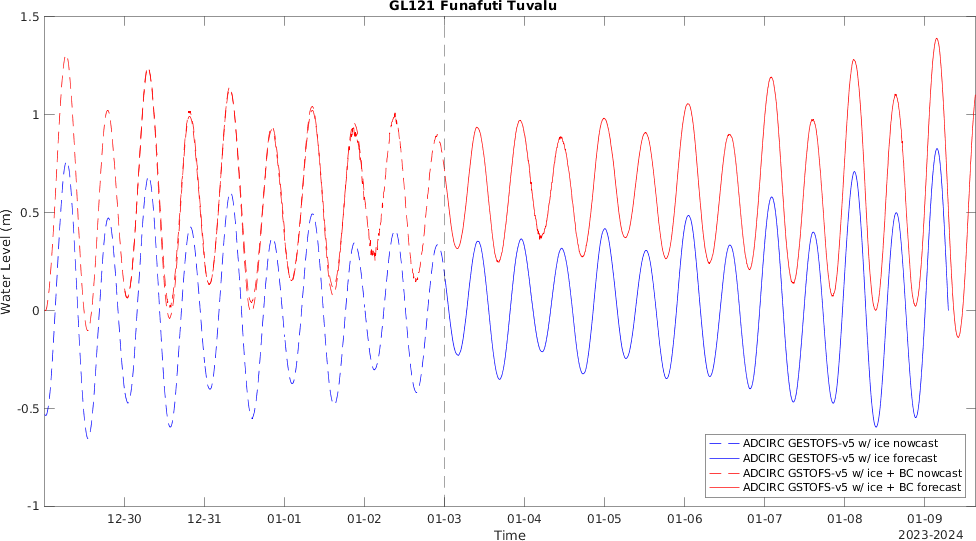 GL121 Funafuti Tuvalu
1.5
1
0.5
0
-0.5
-1
Water Level (m)
12-30
12-31
01-01
01-02
01-03
01-04
01-05
01-06
01-07
01-08
01-09
Time
2023-2024
ADCIRC GESTOFS-v5 w/ ice nowcast
ADCIRC GESTOFS-v5 w/ ice forecast
ADCIRC GSTOFS-v5 w/ ice + BC nowcast
ADCIRC GSTOFS-v5 w/ ice + BC forecast